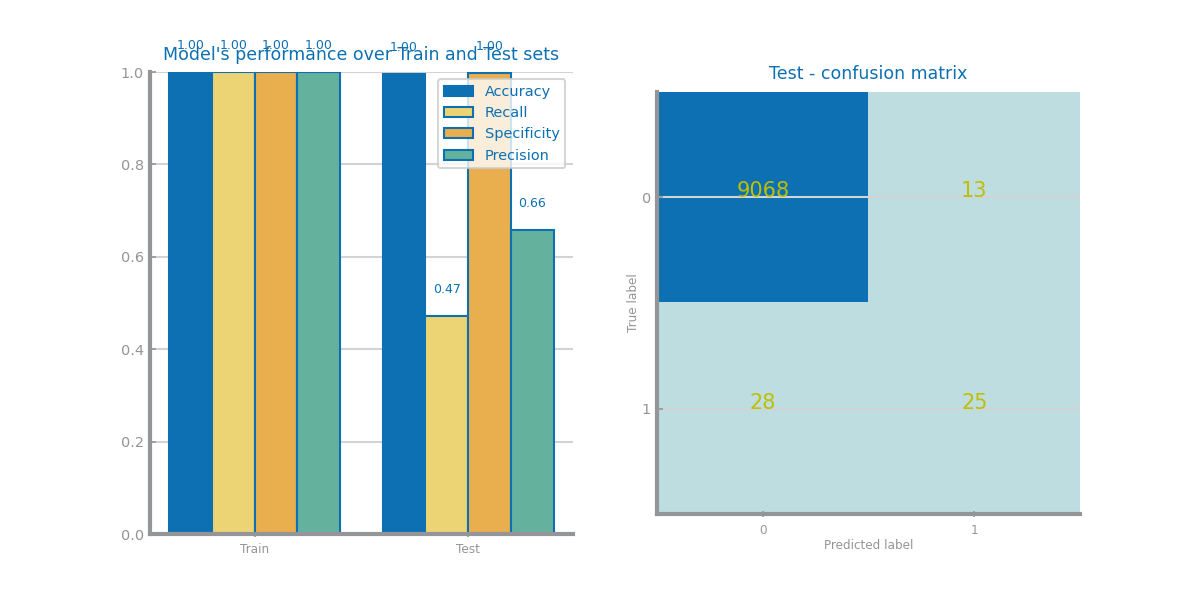 Model's performance over Train and Test sets
1.00 1.00 1.00 1.00 1.00 1.00
1.0
0.8
0.6
0.4
0.2
0.0
Accuracy
Recall
Specificity
Precision
0.66
0.47
Train Test
Test - confusion matrix
True label
0
1
9068 13
28 25
0 1
Predicted label